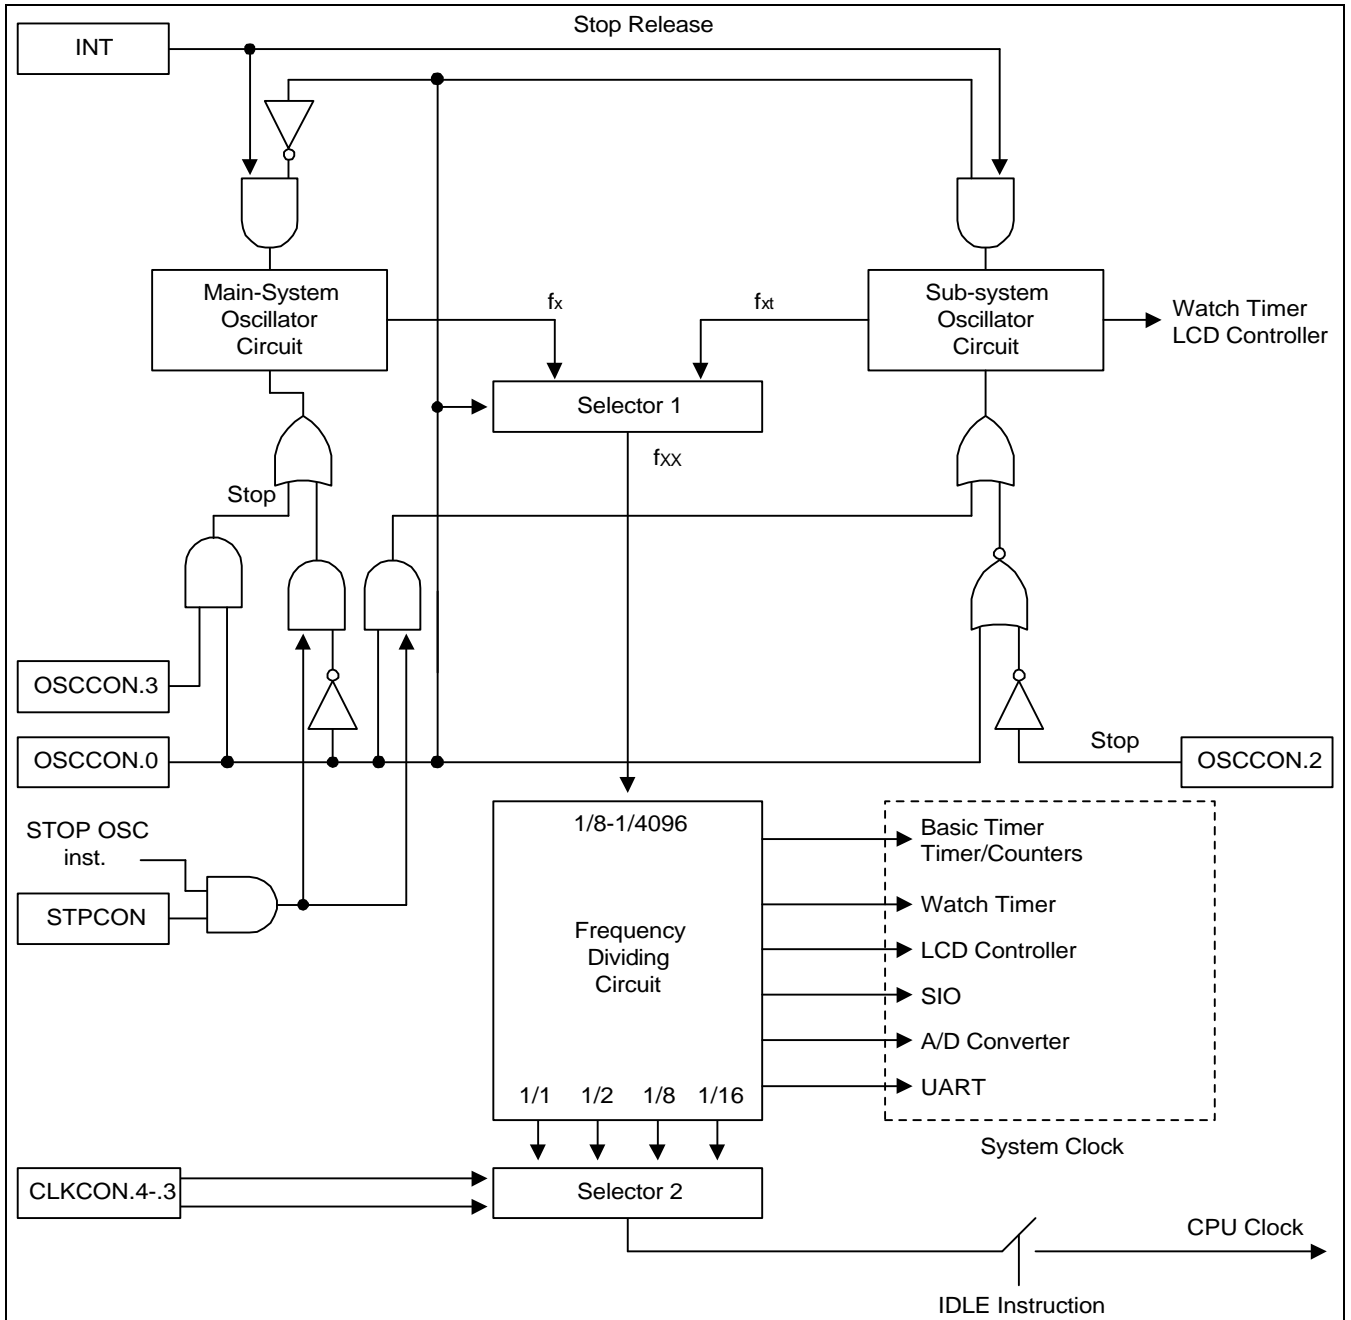 Stop Release
INT
Main-System
Oscillator
Circuit
fx
fxt
Sub-system
Oscillator
Circuit
Watch Timer
LCD Controller
Selector 1
fXX
Stop
OSCCON.3
OSCCON.0
Stop
OSCCON.2
STOP OSC
inst.
STPCON
1/8-1/4096
Frequency
Dividing
Circuit
1/1 1/2 1/8 1/16
Basic Timer
Timer/Counters
Watch Timer
LCD Controller
SIO
A/D Converter
UART
System Clock
CLKCON.4-.3
Selector 2
CPU Clock
IDLE Instruction